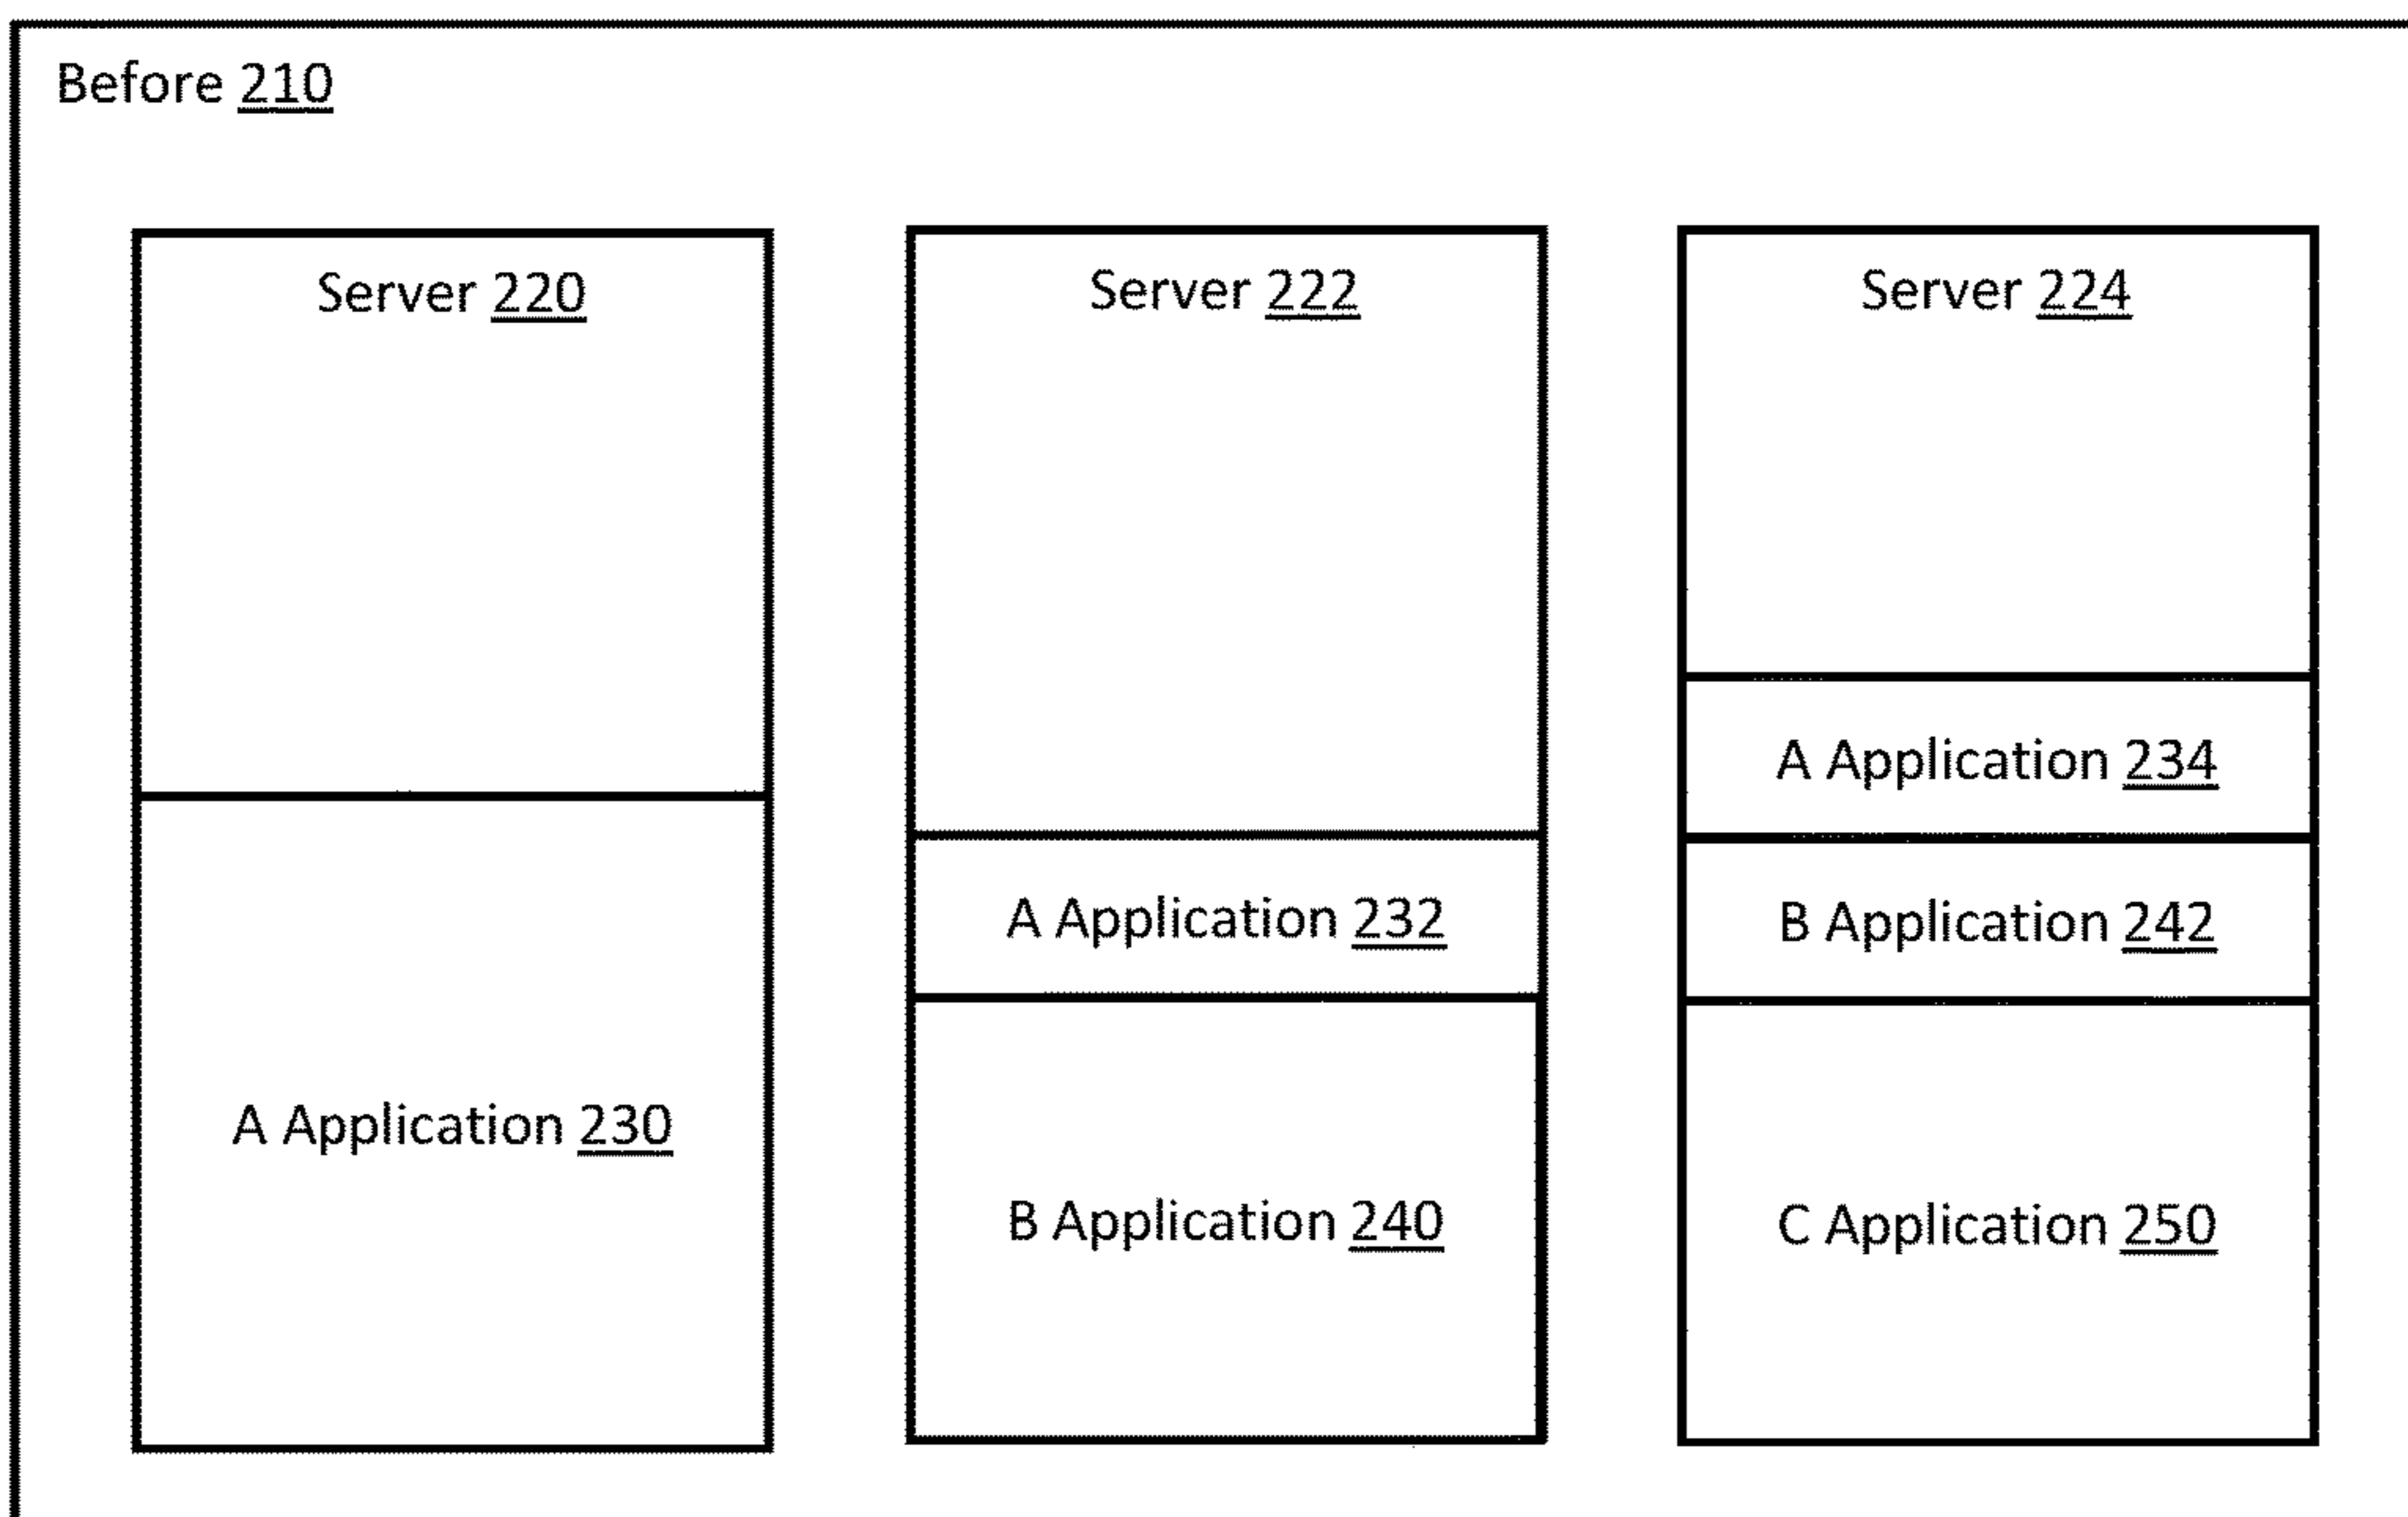 Before 210
Server 220
Server 222
Server 224
A Application 234
A Application 232
B Application 242
A Application 230
B Application 240
C Application 250